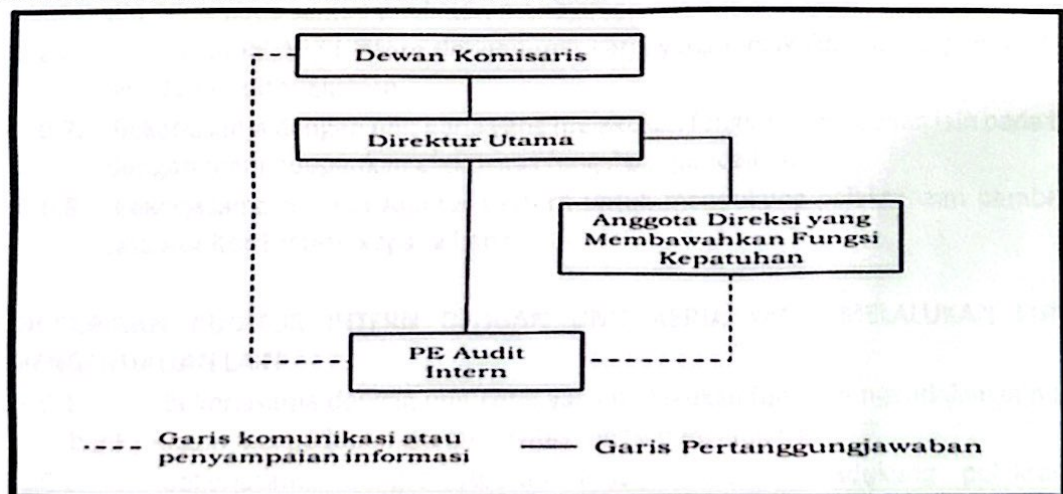 Dewan Komisaris
Direktur Utama
Anggota Direksi yang
Membawahkan Fungsi
Kepatuhan
PE Audit
Intern
Garis komunikasi atau
penyampaian informasi
Garis Pertanggungjawaban